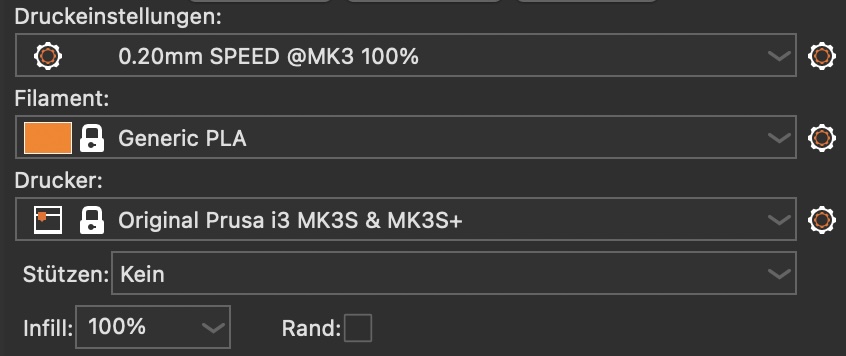 Druckeinstellungen:
0.20mm SPEED @MK3 100%
Filament:
Generic PLA
Drucker:
Original Prusa i3 MK3S & MK3S+
Stützen: Kein
Infill: 100% Rand: